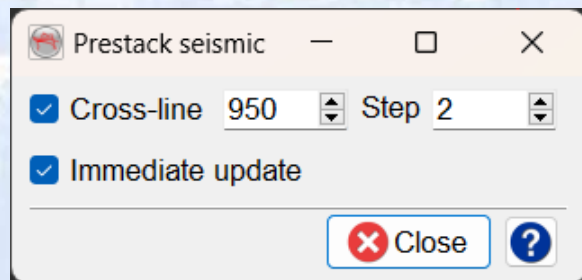 Prestack seismic
Cross-line 950 Step 2
Immediate update
Close ?